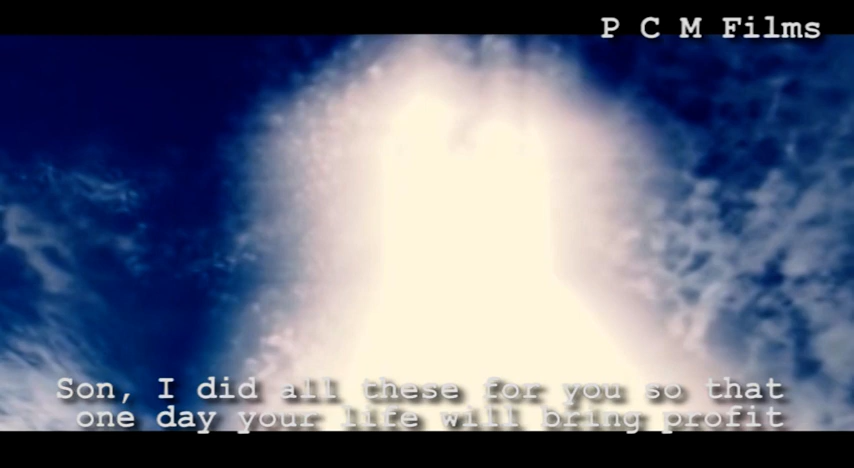 P C M Films
Son, I did all these for you so that
one day your life will bring profit